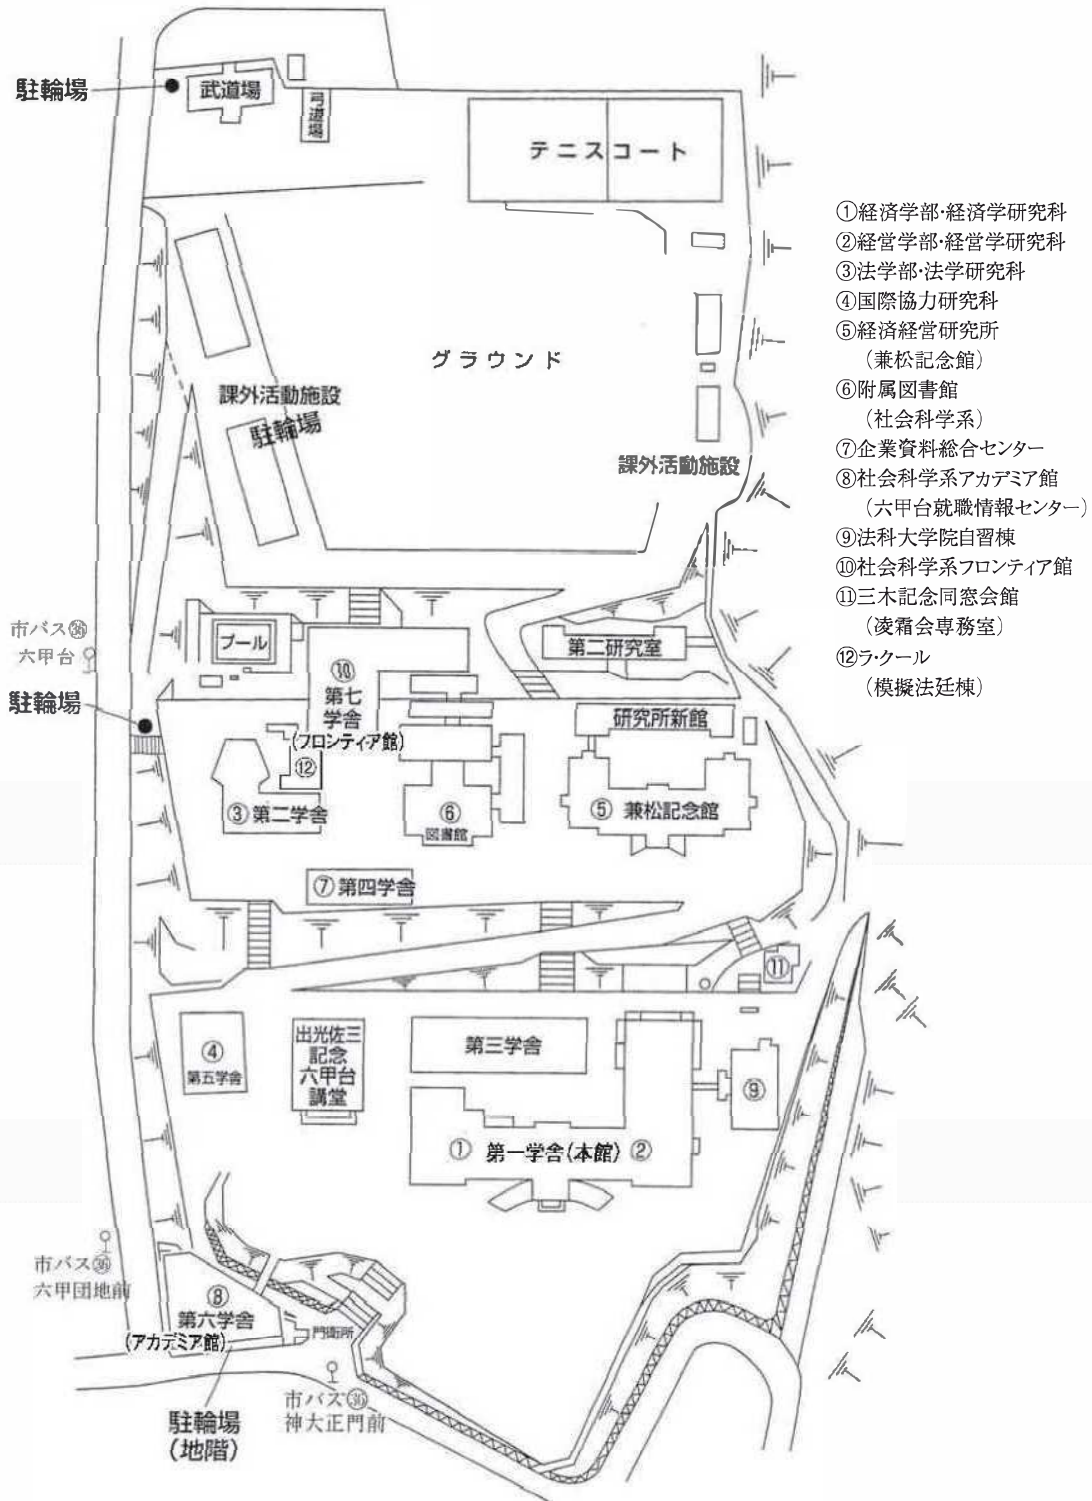 駐輪場
武道場
弓道場
テニスコート
グラウンド
課外活動施設
駐輪場
課外活動施設
①経済学部・経済学研究科
②経営学部・経営学研究科
③法学部・法学研究科
④国際協力研究科
⑤経済経営研究所
（兼松記念館）
⑥附属図書館
（社会科学系）
⑦企業資料総合センター
⑧社会科学系アカデミア館
（六甲台就職情報センター）
⑨法科大学院自習棟
⑩社会科学系フロンティア館
⑪三木記念同窓会館
（凌霜会専務室）
⑫ラ・クール
（模擬法廷棟）
市バス㊱
六甲台
駐輪場
プール
⑩
第七
学舎
(フロンティア館)
⑫
第二研究室
研究所新館
③第二学舎
⑥
図書館
⑤ 兼松記念館
⑦第四学舎
⑪
④
第五学舎
出光佐三
記念
六甲台
講堂
第三学舎
⑨
① 第一学舎(本館) ②
市バス㊱
六甲団地前
⑧
第六学舎
(アカデミア館)
門衛所
市バス㊱
神大正門前
駐輪場
(地階)